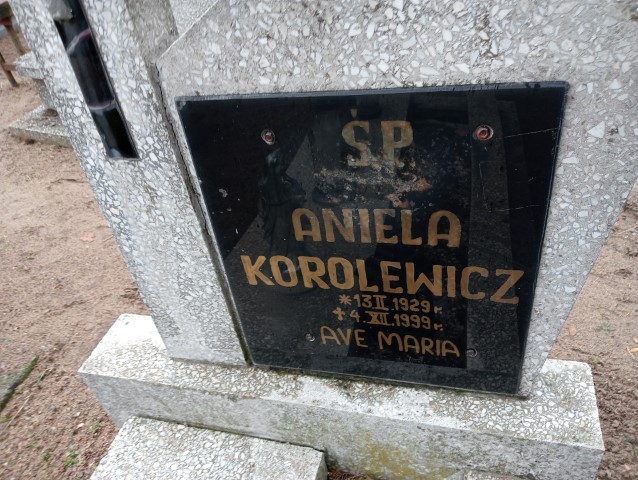 ŚP
ANIELA
KOROLEWICZ
* 13 II 1929 r.
✝ 4. XII. 1999 r.
AVE MARIA